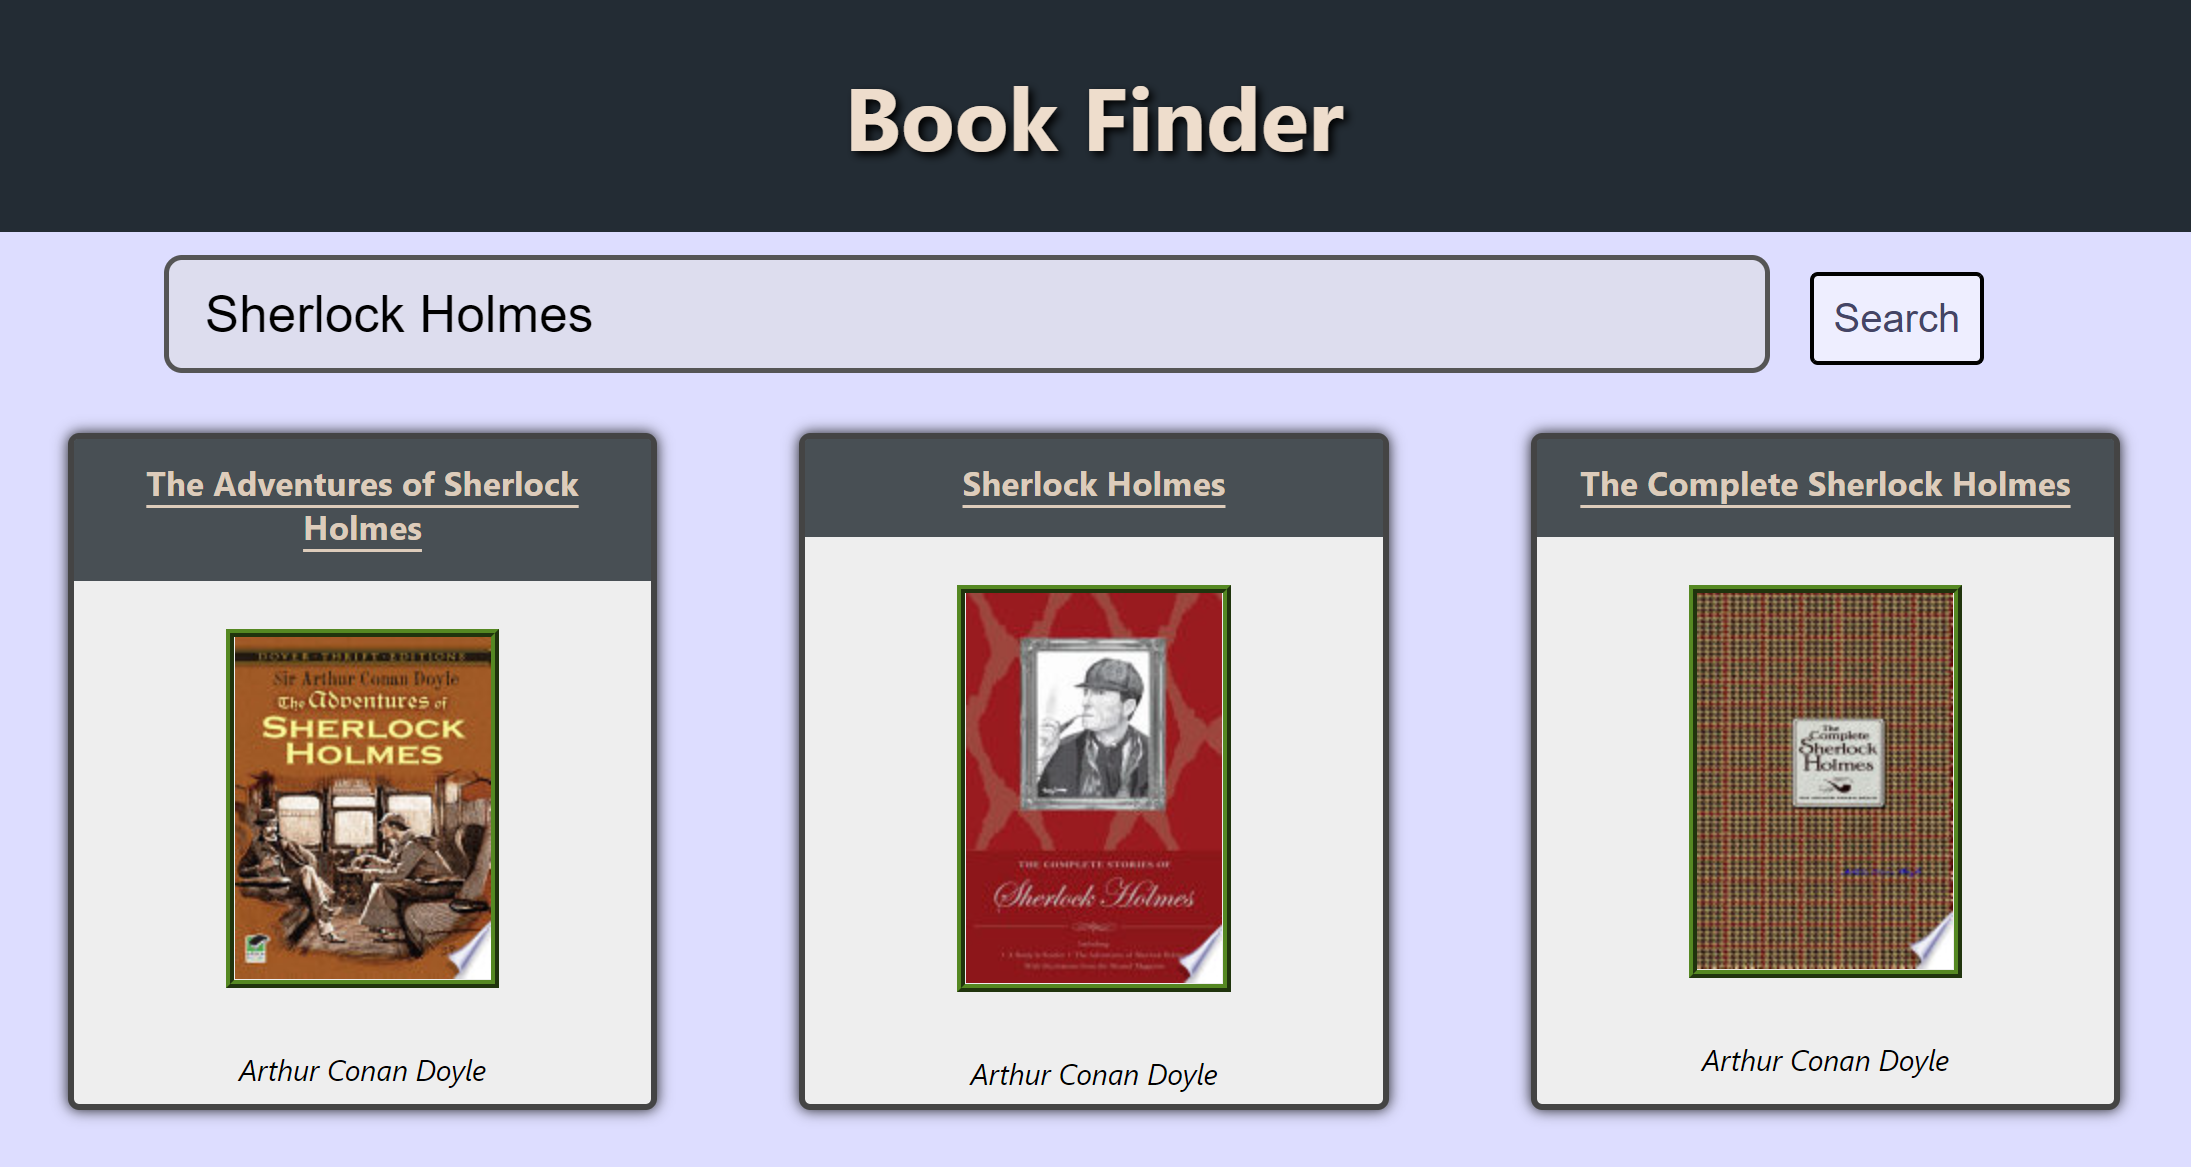 Book Finder
Sherlock Holmes
Search
The Adventures of Sherlock
Holmes
DOVER · THRIFT · EDITIONS
Sir Arthur Conan Doyle
The Adventures of
SHERLOCK
HOLMES
Arthur Conan Doyle
Sherlock Holmes
THE COMPLETE STORIES OF
Sherlock Holmes
Including
Arthur Conan Doyle
The Complete Sherlock Holmes
The
Complete
Sherlock
Holmes
Arthur Conan Doyle